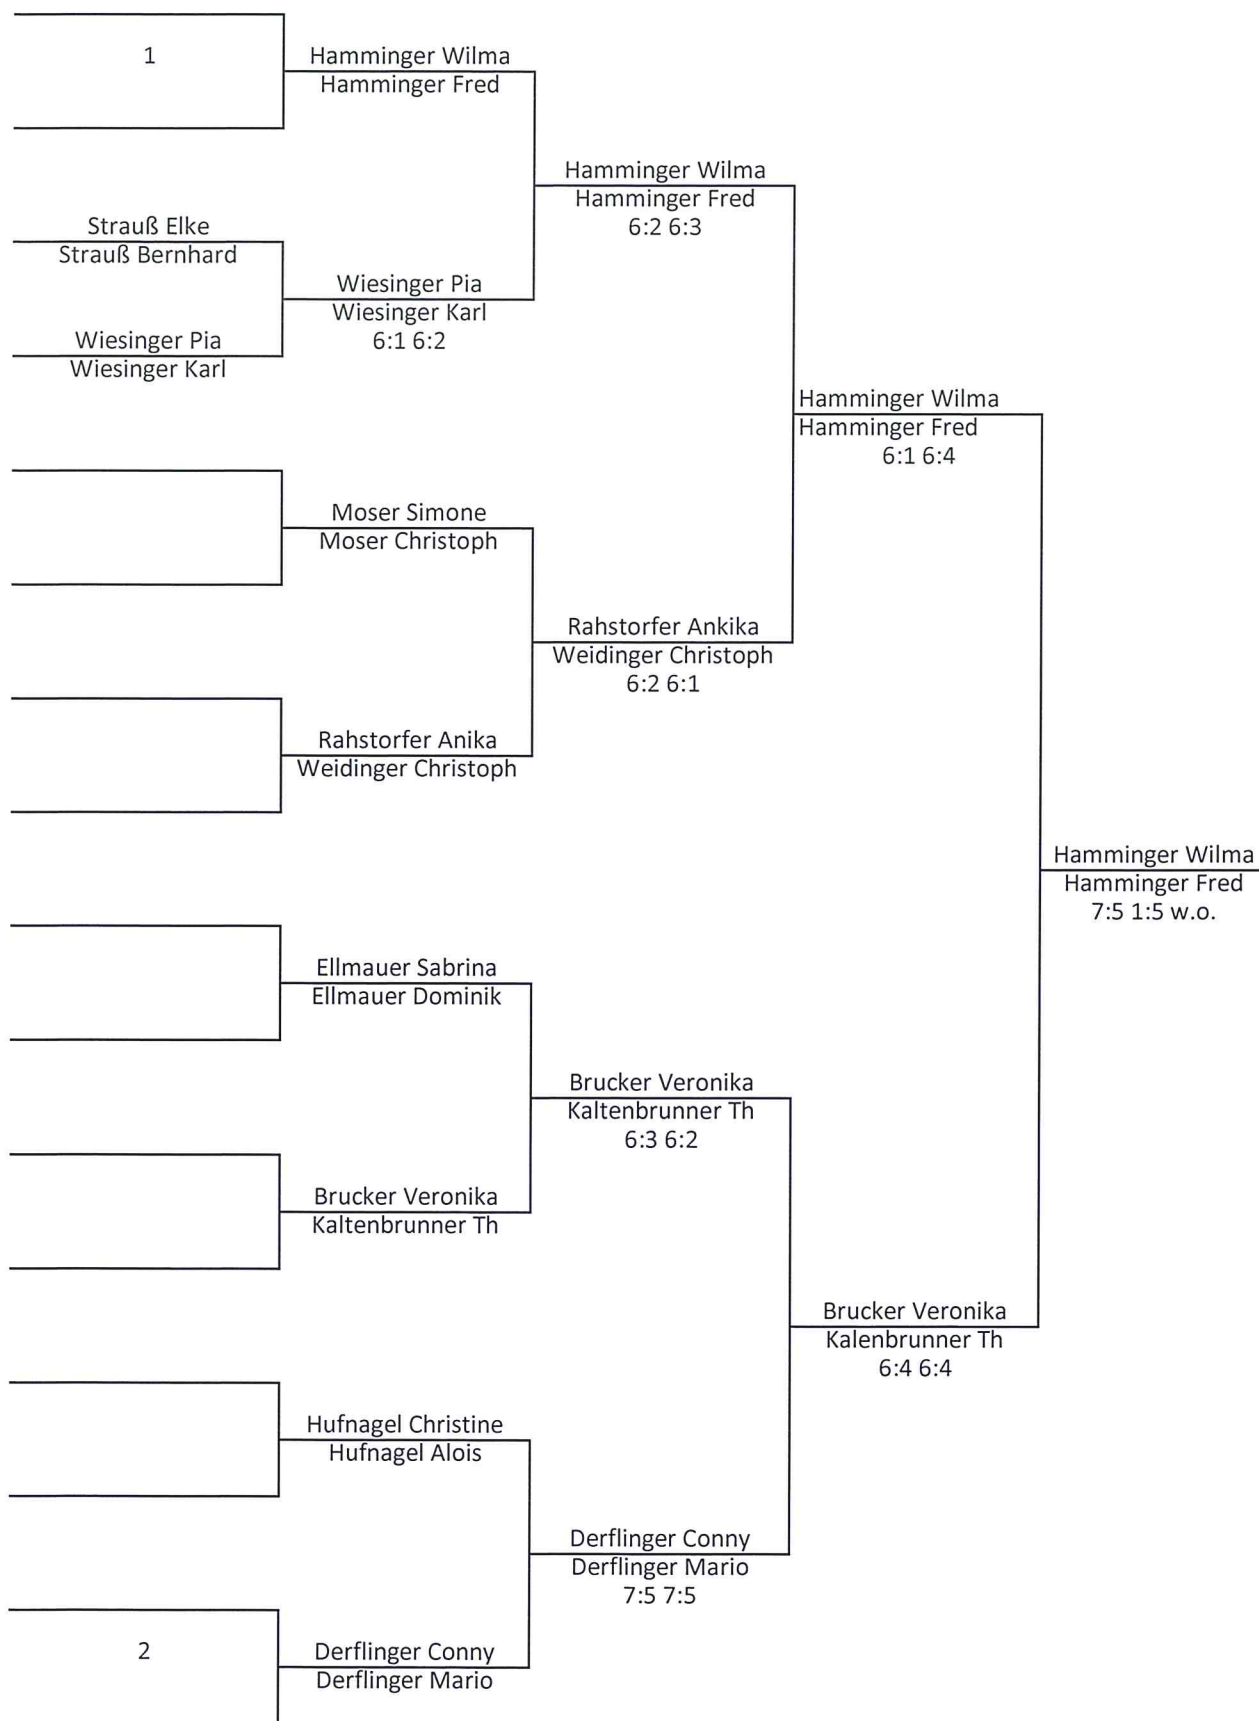 1
Hamminger Wilma
Hamminger Fred
Hamminger Wilma
Hamminger Fred
6:2 6:3
Strauß Elke
Strauß Bernhard
Wiesinger Pia
Wiesinger Karl
6:1 6:2
Wiesinger Pia
Wiesinger Karl
Hamminger Wilma
Hamminger Fred
6:1 6:4
Moser Simone
Moser Christoph
Rahstorfer Ankika
Weidinger Christoph
6:2 6:1
Rahstorfer Anika
Weidinger Christoph
Hamminger Wilma
Hamminger Fred
7:5 1:5 w.o.
Ellmauer Sabrina
Ellmauer Dominik
Brucker Veronika
Kaltenbrunner Th
6:3 6:2
Brucker Veronika
Kaltenbrunner Th
Brucker Veronika
Kalenbrunner Th
6:4 6:4
Hufnagel Christine
Hufnagel Alois
Derflinger Conny
Derflinger Mario
7:5 7:5
2
Derflinger Conny
Derflinger Mario